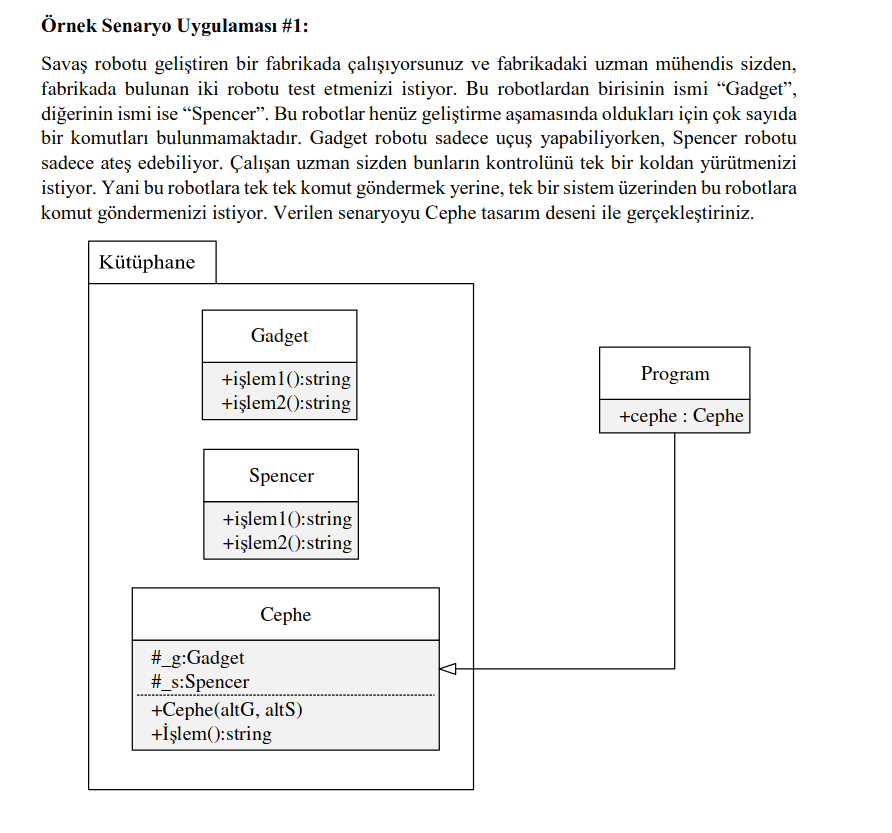 Örnek Senaryo Uygulaması #1:
Savaş robotu geliştiren bir fabrikada çalışıyorsunuz ve fabrikadaki uzman mühendis sizden,
fabrikada bulunan iki robotu test etmenizi istiyor. Bu robotlardan birisinin ismi “Gadget”,
diğerinin ismi ise “Spencer”. Bu robotlar henüz geliştirme aşamasında oldukları için çok sayıda
bir komutları bulunmamaktadır. Gadget robotu sadece uçuş yapabiliyorken, Spencer robotu
sadece ateş edebiliyor. Çalışan uzman sizden bunların kontrolünü tek bir koldan yürütmenizi
istiyor. Yani bu robotlara tek tek komut göndermek yerine, tek bir sistem üzerinden bu robotlara
komut göndermenizi istiyor. Verilen senaryoyu Cephe tasarım deseni ile gerçekleştiriniz.
Kütüphane
Gadget
+işlem1():string
+işlem2():string
Spencer
+işlem1():string
+işlem2():string
Cephe
#_g:Gadget
#_s:Spencer
+Cephe(altG, altS)
+İşlem():string
Program
+cephe : Cephe